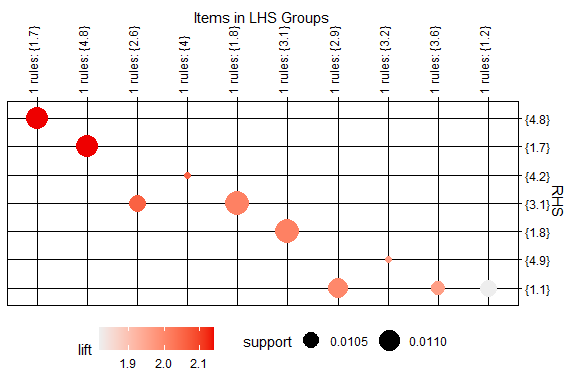 Items in LHS Groups
1 rules: {1.7}
1 rules: {4.8}
1 rules: {2.6}
1 rules: {4}
1 rules: {1.8}
1 rules: {3.1}
1 rules: {2.9}
1 rules: {3.2}
1 rules: {3.6}
1 rules: {1.2}
{4.8}
{1.7}
{4.2}
{3.1}
{1.8}
{4.9}
{1.1}
RHS
lift
1.9 2.0 2.1
support 0.0105 0.0110